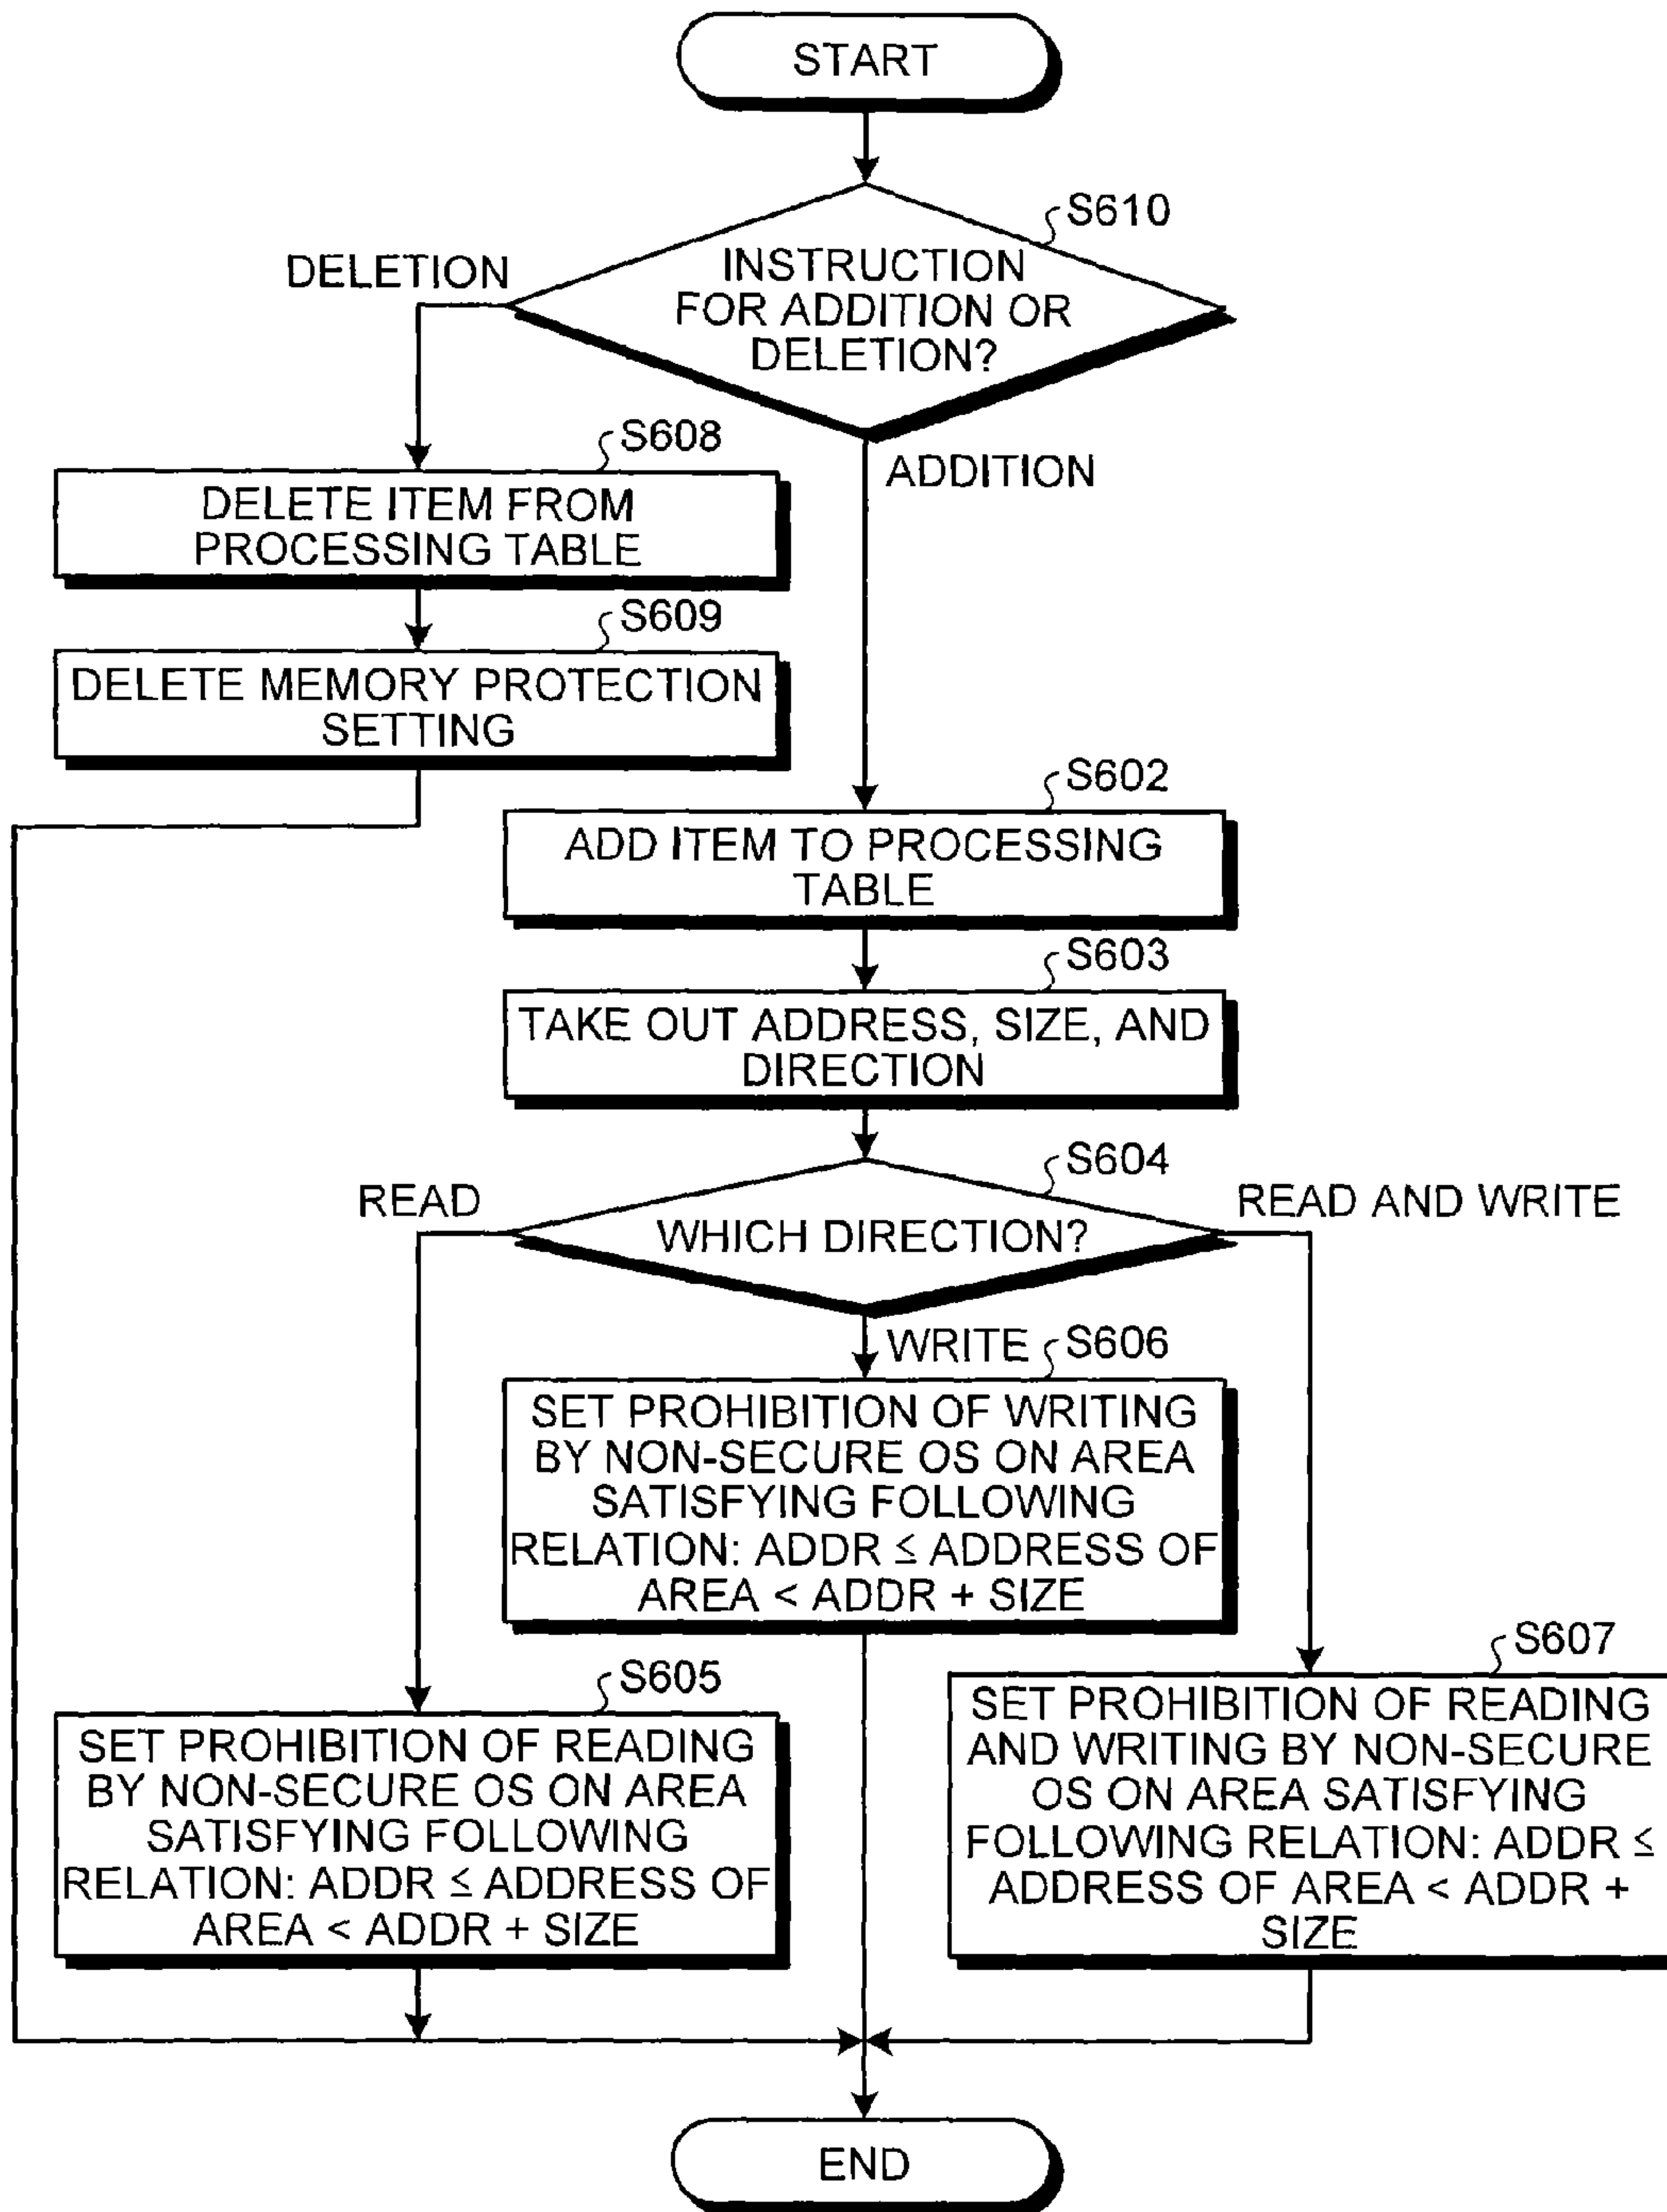 START
S610
INSTRUCTION
FOR ADDITION OR
DELETION?
DELETION
ADDITION
S608
DELETE ITEM FROM
PROCESSING TABLE
S609
DELETE MEMORY PROTECTION
SETTING
S602
ADD ITEM TO PROCESSING
TABLE
S603
TAKE OUT ADDRESS, SIZE, AND
DIRECTION
S604
WHICH DIRECTION?
READ
READ AND WRITE
WRITE
S606
SET PROHIBITION OF WRITING
BY NON-SECURE OS ON AREA
SATISFYING FOLLOWING
RELATION: ADDR ≤ ADDRESS OF
AREA < ADDR + SIZE
S605
SET PROHIBITION OF READING
BY NON-SECURE OS ON AREA
SATISFYING FOLLOWING
RELATION: ADDR ≤ ADDRESS OF
AREA < ADDR + SIZE
S607
SET PROHIBITION OF READING
AND WRITING BY NON-SECURE
OS ON AREA SATISFYING
FOLLOWING RELATION: ADDR ≤
ADDRESS OF AREA < ADDR +
SIZE
END